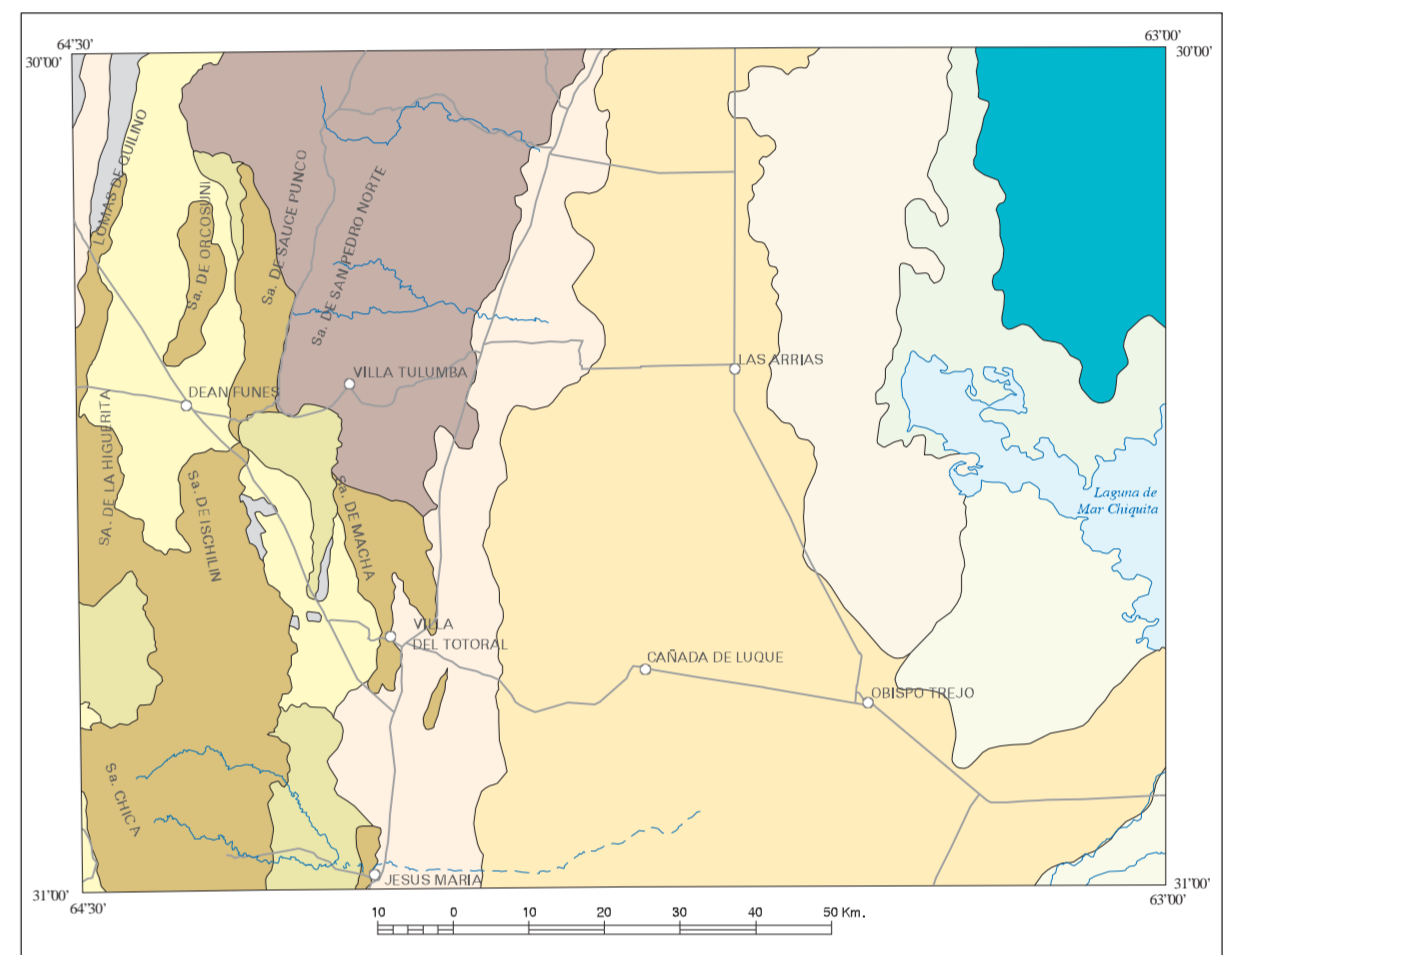 64°30'
63°00'
30°00'
30°00'
LOMAS DE QUILINO
Sa. DE ORCOSUNI
Sa. DE SAUCE PUNCO
Sa. DE SAN PEDRO NORTE
LAS ARRIAS
VILLA TULUMBA
DEAN FUNES
SA. DE LA HIGUERITA
Sa. DE ISCHILIN
Sa. DE MACHA
Laguna de
Mar Chiquita
VILLA
DEL TOTORAL
CAÑADA DE LUQUE
OBISPO TREJO
Sa. CHICA
JESUS MARIA
31°00'
31°00'
64°30'
63°00'
10 0 10 20 30 40 50 Km.